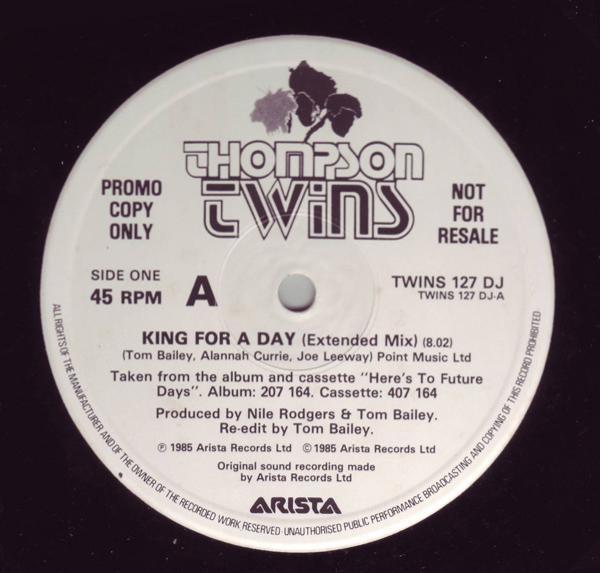 THOMPSON
TWINS
PROMO
COPY
ONLY
NOT
FOR
RESALE
SIDE ONE
45 RPM
A
TWINS 127 DJ
TWINS 127 DJ-A
KING FOR A DAY (Extended Mix) (8.02)
(Tom Bailey, Alannah Currie, Joe Leeway) Point Music Ltd
Taken from the album and cassette "Here's To Future
Days". Album: 207 164. Cassette: 407 164
Produced by Nile Rodgers & Tom Bailey.
Re-edit by Tom Bailey.
℗ 1985 Arista Records Ltd © 1985 Arista Records Ltd
Original sound recording made
by Arista Records Ltd
ARISTA
ALL RIGHTS OF THE MANUFACTURER AND OF THE OWNER OF THE RECORDED WORK RESERVED·UNAUTHORISED PUBLIC PERFORMANCE BROADCASTING AND COPYING OF THIS RECORD PROHIBITED